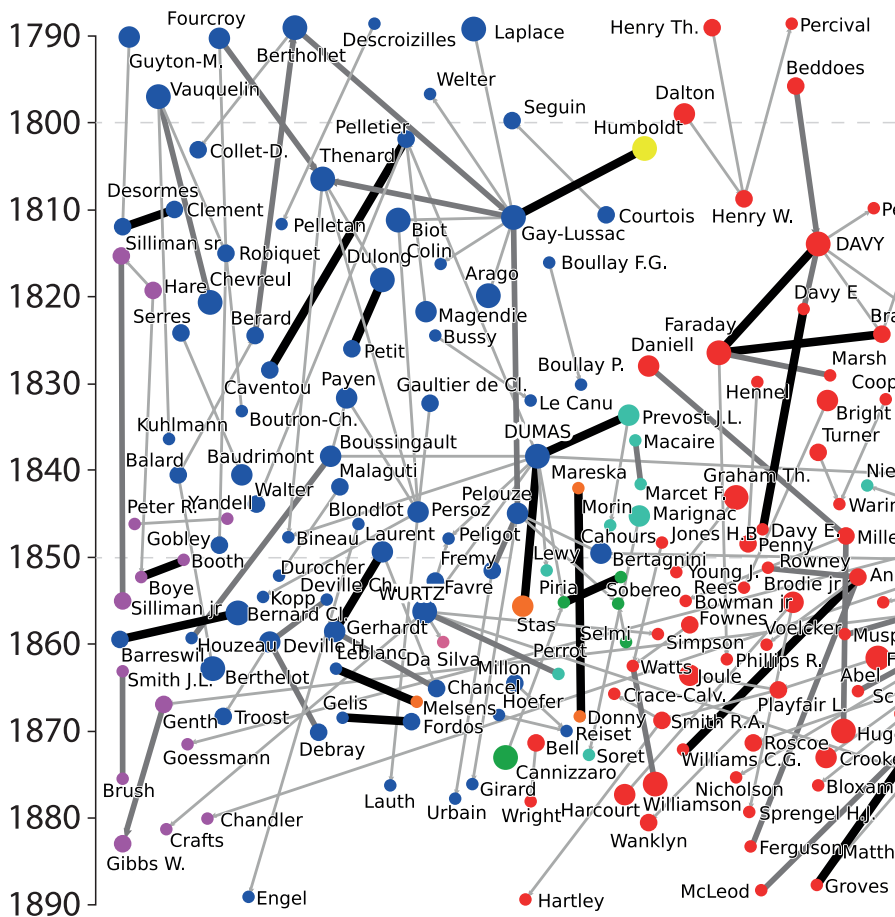 Fourcroy
Descroizilles
Laplace
Henry Th.
Percival
1790
Guyton-M.
Berthollet
Beddoes
Vauquelin
Welter
Seguin
Dalton
1800
Pelletier
Humboldt
Collet-D.
Thenard
Desormes
Clement
1810
Pelletan
Biot
Gay-Lussac
Courtois
Henry W.
DAVY
Silliman sr
Robiquet
Colin
Dulong
Arago
Boullay F.G.
Hare
Chevreul
1820
Davy E
Serres
Berard
Magendie
Bussy
Faraday
Daniell
Petit
Boullay P.
Marsh
1830
Caventou
Payen
Gaultier de Cl.
Hennel
Boutron-Ch.
Le Canu
Prevost J.L.
Bright
Kuhlmann
Boussingault
DUMAS
Macaire
Turner
1840
Balard
Baudrimont
Malaguti
Mareska
Graham Th.
Walter
Pelouze
Marcet F.
Peter R.
Yandell
Blondlot
Persoz
Morin
Marignac
Gobley
Bineau
Laurent
Peligot
Cahours
Jones H.B
Davy E.
Penny
1850
Booth
Fremy
Lewy
Bertagnini
Rowney
Boye
Durocher
Deville Ch.
Favre
Piria
Sobereo
Young J.
Rees
Brodie jr
Silliman jr
Kopp
WURTZ
Bowman jr
Bernard Cl.
Stas
Fownes
1860
Gerhardt
Selmi
Simpson
Voelcker
Barreswil
Houzeau
Deville H.
Leblanc
Da Silva
Perrot
Phillips R.
Smith J.L.
Berthelot
Millon
Watts
Joule
Abel
Gelis
Chancel
Hoefer
Crace-Calv.
Playfair L.
1870
Genth
Troost
Melsens
Fordos
Donny
Smith R.A.
Reiset
Goessmann
Debray
Bell
Soret
Roscoe
Williams C.G.
Cannizzaro
Brush
Lauth
Girard
Nicholson
Bloxam
1880
Chandler
Urbain
Wright
Harcourt
Williamson
Sprengel H.J.
Crafts
Wanklyn
Gibbs W.
Ferguson
1890
Engel
Hartley
McLeod
Groves